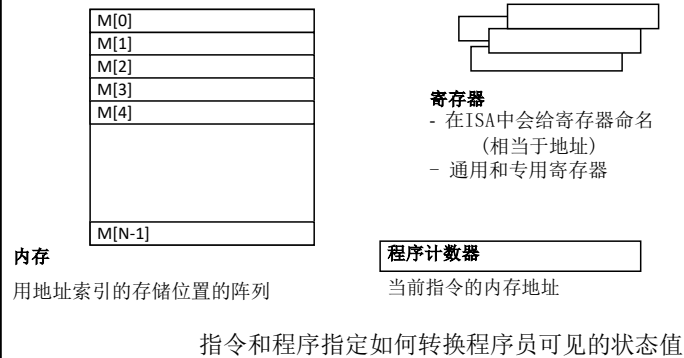 M[0]
M[1]
M[2]
M[3]
M[4]
M[N-1]
内存
用地址索引的存储位置的阵列
寄存器
- 在ISA中会给寄存器命名
(相当于地址)
- 通用和专用寄存器
程序计数器
当前指令的内存地址
指令和程序指定如何转换程序员可见的状态值